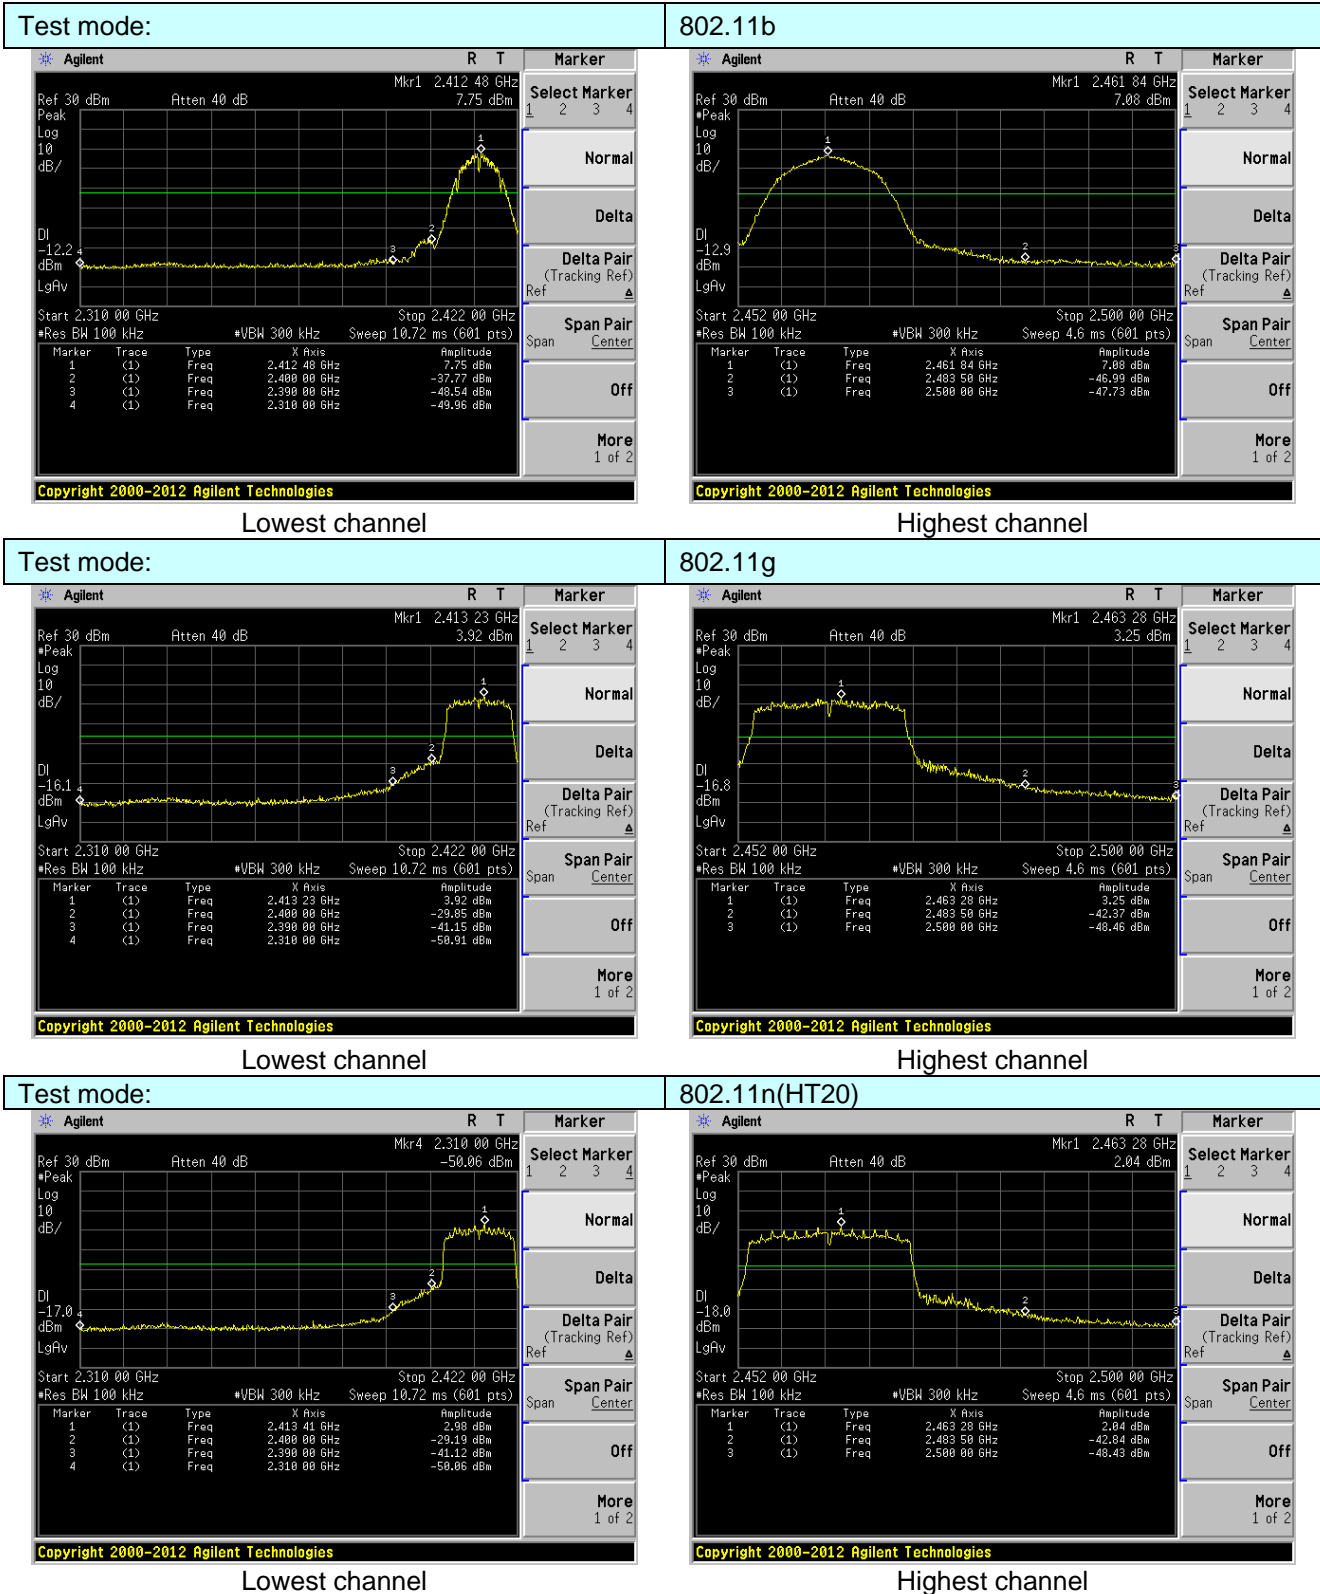 Test mode: 802.11b
Agilent R T Marker
Mkr1 2.412 48 GHz
Ref 30 dBm Atten 40 dB 7.75 dBm
Peak
Log
10
dB/
1
2
3
4
DI
-12.2
dBm
LgAv
Start 2.310 00 GHz Stop 2.422 00 GHz
#Res BW 100 kHz #VBW 300 kHz Sweep 10.72 ms (601 pts)
Marker Trace Type X Axis Amplitude
1 (1) Freq 2.412 48 GHz 7.75 dBm
2 (1) Freq 2.400 00 GHz -37.77 dBm
3 (1) Freq 2.390 00 GHz -48.54 dBm
4 (1) Freq 2.310 00 GHz -49.96 dBm
Select Marker
1 2 3 4
Normal
Delta
Delta Pair
(Tracking Ref)
Ref Δ
Span Pair
Span Center
Off
More
1 of 2
Copyright 2000-2012 Agilent Technologies
Lowest channel
Agilent R T Marker
Mkr1 2.461 84 GHz
Ref 30 dBm Atten 40 dB 7.08 dBm
#Peak
Log
10
dB/
1
2
3
DI
-12.9
dBm
LgAv
Start 2.452 00 GHz Stop 2.500 00 GHz
#Res BW 100 kHz #VBW 300 kHz Sweep 4.6 ms (601 pts)
Marker Trace Type X Axis Amplitude
1 (1) Freq 2.461 84 GHz 7.08 dBm
2 (1) Freq 2.483 50 GHz -46.99 dBm
3 (1) Freq 2.500 00 GHz -47.73 dBm
Select Marker
1 2 3 4
Normal
Delta
Delta Pair
(Tracking Ref)
Ref Δ
Span Pair
Span Center
Off
More
1 of 2
Copyright 2000-2012 Agilent Technologies
Highest channel
Test mode: 802.11g
Agilent R T Marker
Mkr1 2.413 23 GHz
Ref 30 dBm Atten 40 dB 3.92 dBm
#Peak
Log
10
dB/
1
2
3
4
DI
-16.1
dBm
LgAv
Start 2.310 00 GHz Stop 2.422 00 GHz
#Res BW 100 kHz #VBW 300 kHz Sweep 10.72 ms (601 pts)
Marker Trace Type X Axis Amplitude
1 (1) Freq 2.413 23 GHz 3.92 dBm
2 (1) Freq 2.400 00 GHz -29.85 dBm
3 (1) Freq 2.390 00 GHz -41.15 dBm
4 (1) Freq 2.310 00 GHz -50.91 dBm
Select Marker
1 2 3 4
Normal
Delta
Delta Pair
(Tracking Ref)
Ref Δ
Span Pair
Span Center
Off
More
1 of 2
Copyright 2000-2012 Agilent Technologies
Lowest channel
Agilent R T Marker
Mkr1 2.463 28 GHz
Ref 30 dBm Atten 40 dB 3.25 dBm
#Peak
Log
10
dB/
1
2
3
DI
-16.8
dBm
LgAv
Start 2.452 00 GHz Stop 2.500 00 GHz
#Res BW 100 kHz #VBW 300 kHz Sweep 4.6 ms (601 pts)
Marker Trace Type X Axis Amplitude
1 (1) Freq 2.463 28 GHz 3.25 dBm
2 (1) Freq 2.483 50 GHz -42.37 dBm
3 (1) Freq 2.500 00 GHz -48.46 dBm
Select Marker
1 2 3 4
Normal
Delta
Delta Pair
(Tracking Ref)
Ref Δ
Span Pair
Span Center
Off
More
1 of 2
Copyright 2000-2012 Agilent Technologies
Highest channel
Test mode: 802.11n(HT20)
Agilent R T Marker
Mkr4 2.310 00 GHz
Ref 30 dBm Atten 40 dB -50.06 dBm
#Peak
Log
10
dB/
1
2
3
4
DI
-17.0
dBm
LgAv
Start 2.310 00 GHz Stop 2.422 00 GHz
#Res BW 100 kHz #VBW 300 kHz Sweep 10.72 ms (601 pts)
Marker Trace Type X Axis Amplitude
1 (1) Freq 2.413 41 GHz 2.98 dBm
2 (1) Freq 2.400 00 GHz -29.19 dBm
3 (1) Freq 2.390 00 GHz -41.12 dBm
4 (1) Freq 2.310 00 GHz -50.06 dBm
Select Marker
1 2 3 4
Normal
Delta
Delta Pair
(Tracking Ref)
Ref Δ
Span Pair
Span Center
Off
More
1 of 2
Copyright 2000-2012 Agilent Technologies
Lowest channel
Agilent R T Marker
Mkr1 2.463 28 GHz
Ref 30 dBm Atten 40 dB 2.04 dBm
#Peak
Log
10
dB/
1
2
3
DI
-18.0
dBm
LgAv
Start 2.452 00 GHz Stop 2.500 00 GHz
#Res BW 100 kHz #VBW 300 kHz Sweep 4.6 ms (601 pts)
Marker Trace Type X Axis Amplitude
1 (1) Freq 2.463 28 GHz 2.04 dBm
2 (1) Freq 2.483 50 GHz -42.84 dBm
3 (1) Freq 2.500 00 GHz -48.43 dBm
Select Marker
1 2 3 4
Normal
Delta
Delta Pair
(Tracking Ref)
Ref Δ
Span Pair
Span Center
Off
More
1 of 2
Copyright 2000-2012 Agilent Technologies
Highest channel